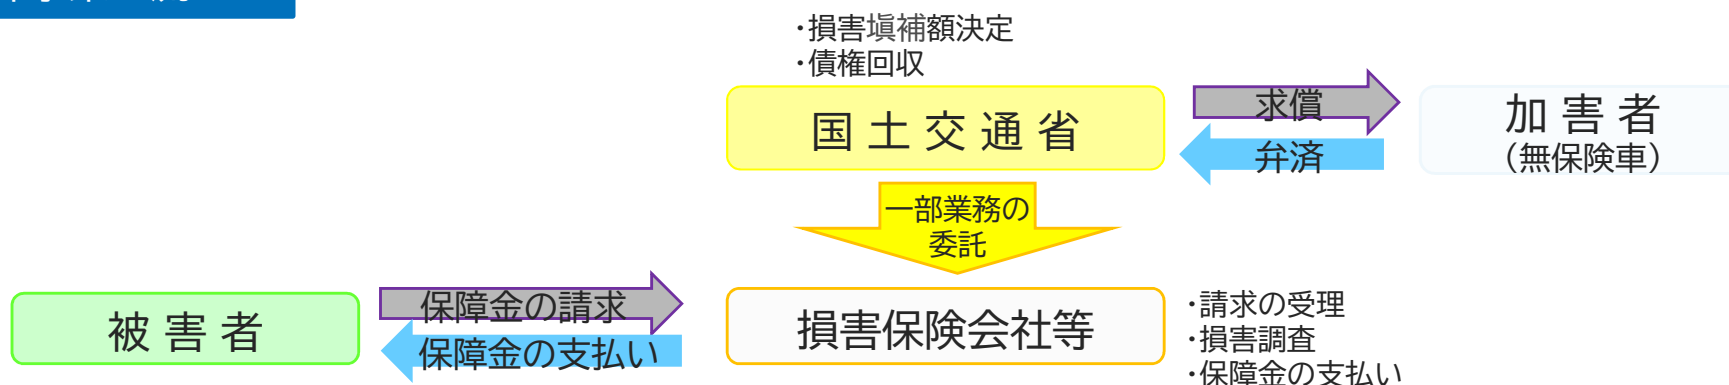 ・損害塡補額決定
・債権回収
国土交通省
求償
弁済
加害者
（無保険車）
一部業務の
委託
被害者
保障金の請求
保障金の支払い
損害保険会社等
・請求の受理
・損害調査
・保障金の支払い